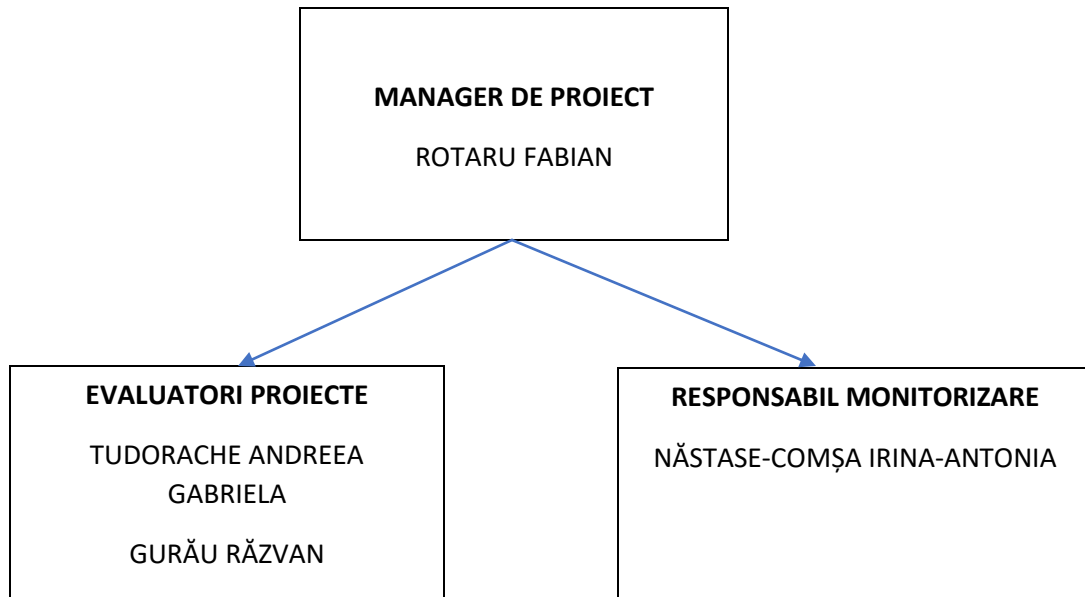 MANAGER DE PROIECT
ROTARU FABIAN
EVALUATORI PROIECTE
TUDORACHE ANDREEA
GABRIELA
GURĂU RĂZVAN
RESPONSABIL MONITORIZARE
NĂSTASE-COMȘA IRINA-ANTONIA